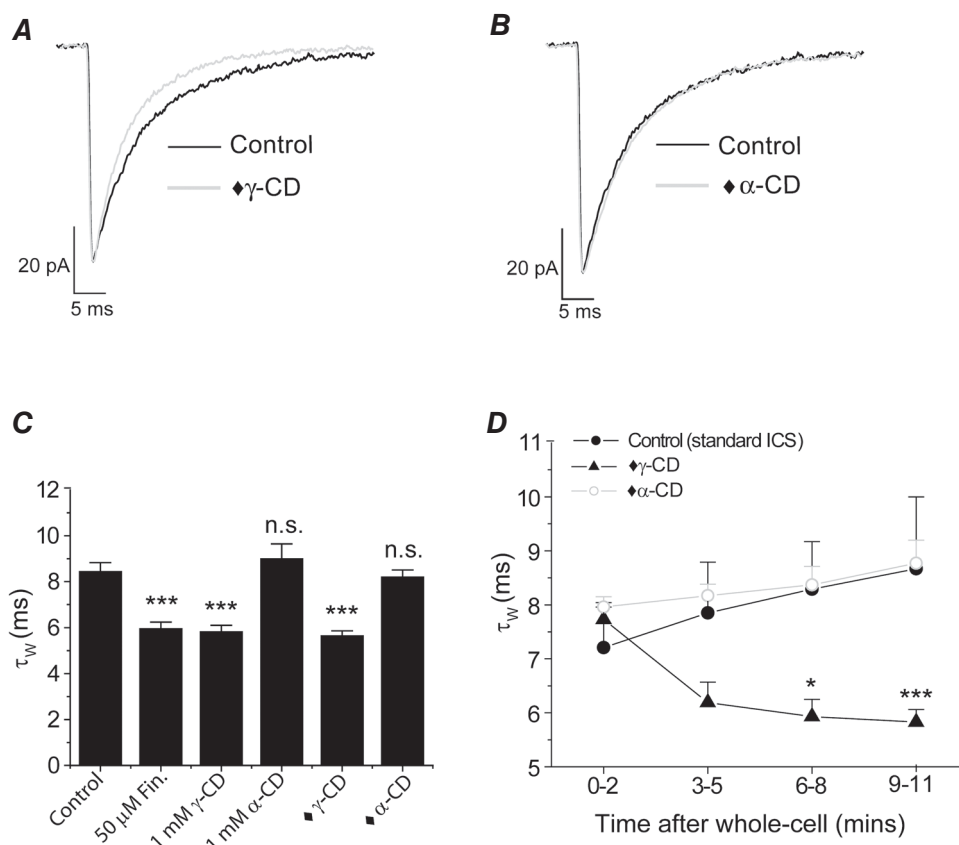 A
Control
♦γ-CD
20 pA
5 ms
B
Control
♦ α-CD
20 pA
5 ms
C
12
10
8
6
4
2
0
τW (ms)
***
***
n.s.
***
n.s.
Control
50 μM Fin.
1 mM γ-CD
1 mM α-CD
♦ γ-CD
♦ α-CD
D
Control (standard ICS)
♦γ-CD
♦α-CD
11
10
9
8
7
6
5
τW (ms)
*
***
0-2
3-5
6-8
9-11
Time after whole-cell (mins)